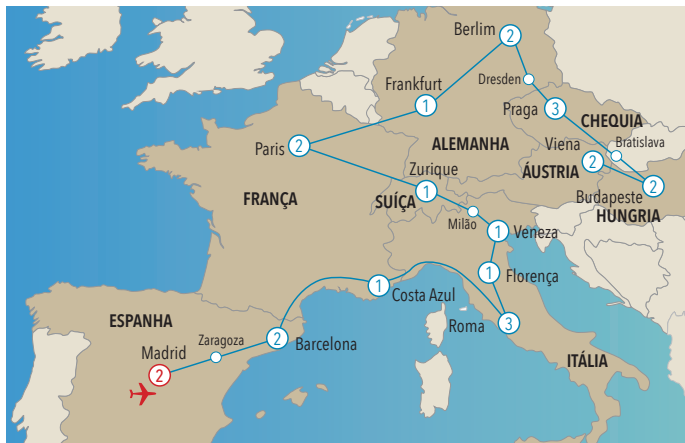 Berlim
2
Dresden
Frankfurt
1
Praga
3
CHEQUIA
Paris
2
ALEMANHA
Viena
2
Bratislava
Zurique
1
ÁUSTRIA
Budapeste
2
FRANÇA
SUÍÇA
HUNGRIA
Milão
1
Veneza
1
Florença
1
Costa Azul
ESPANHA
Roma
3
Zaragoza
2
Barcelona
Madrid
2
ITÁLIA